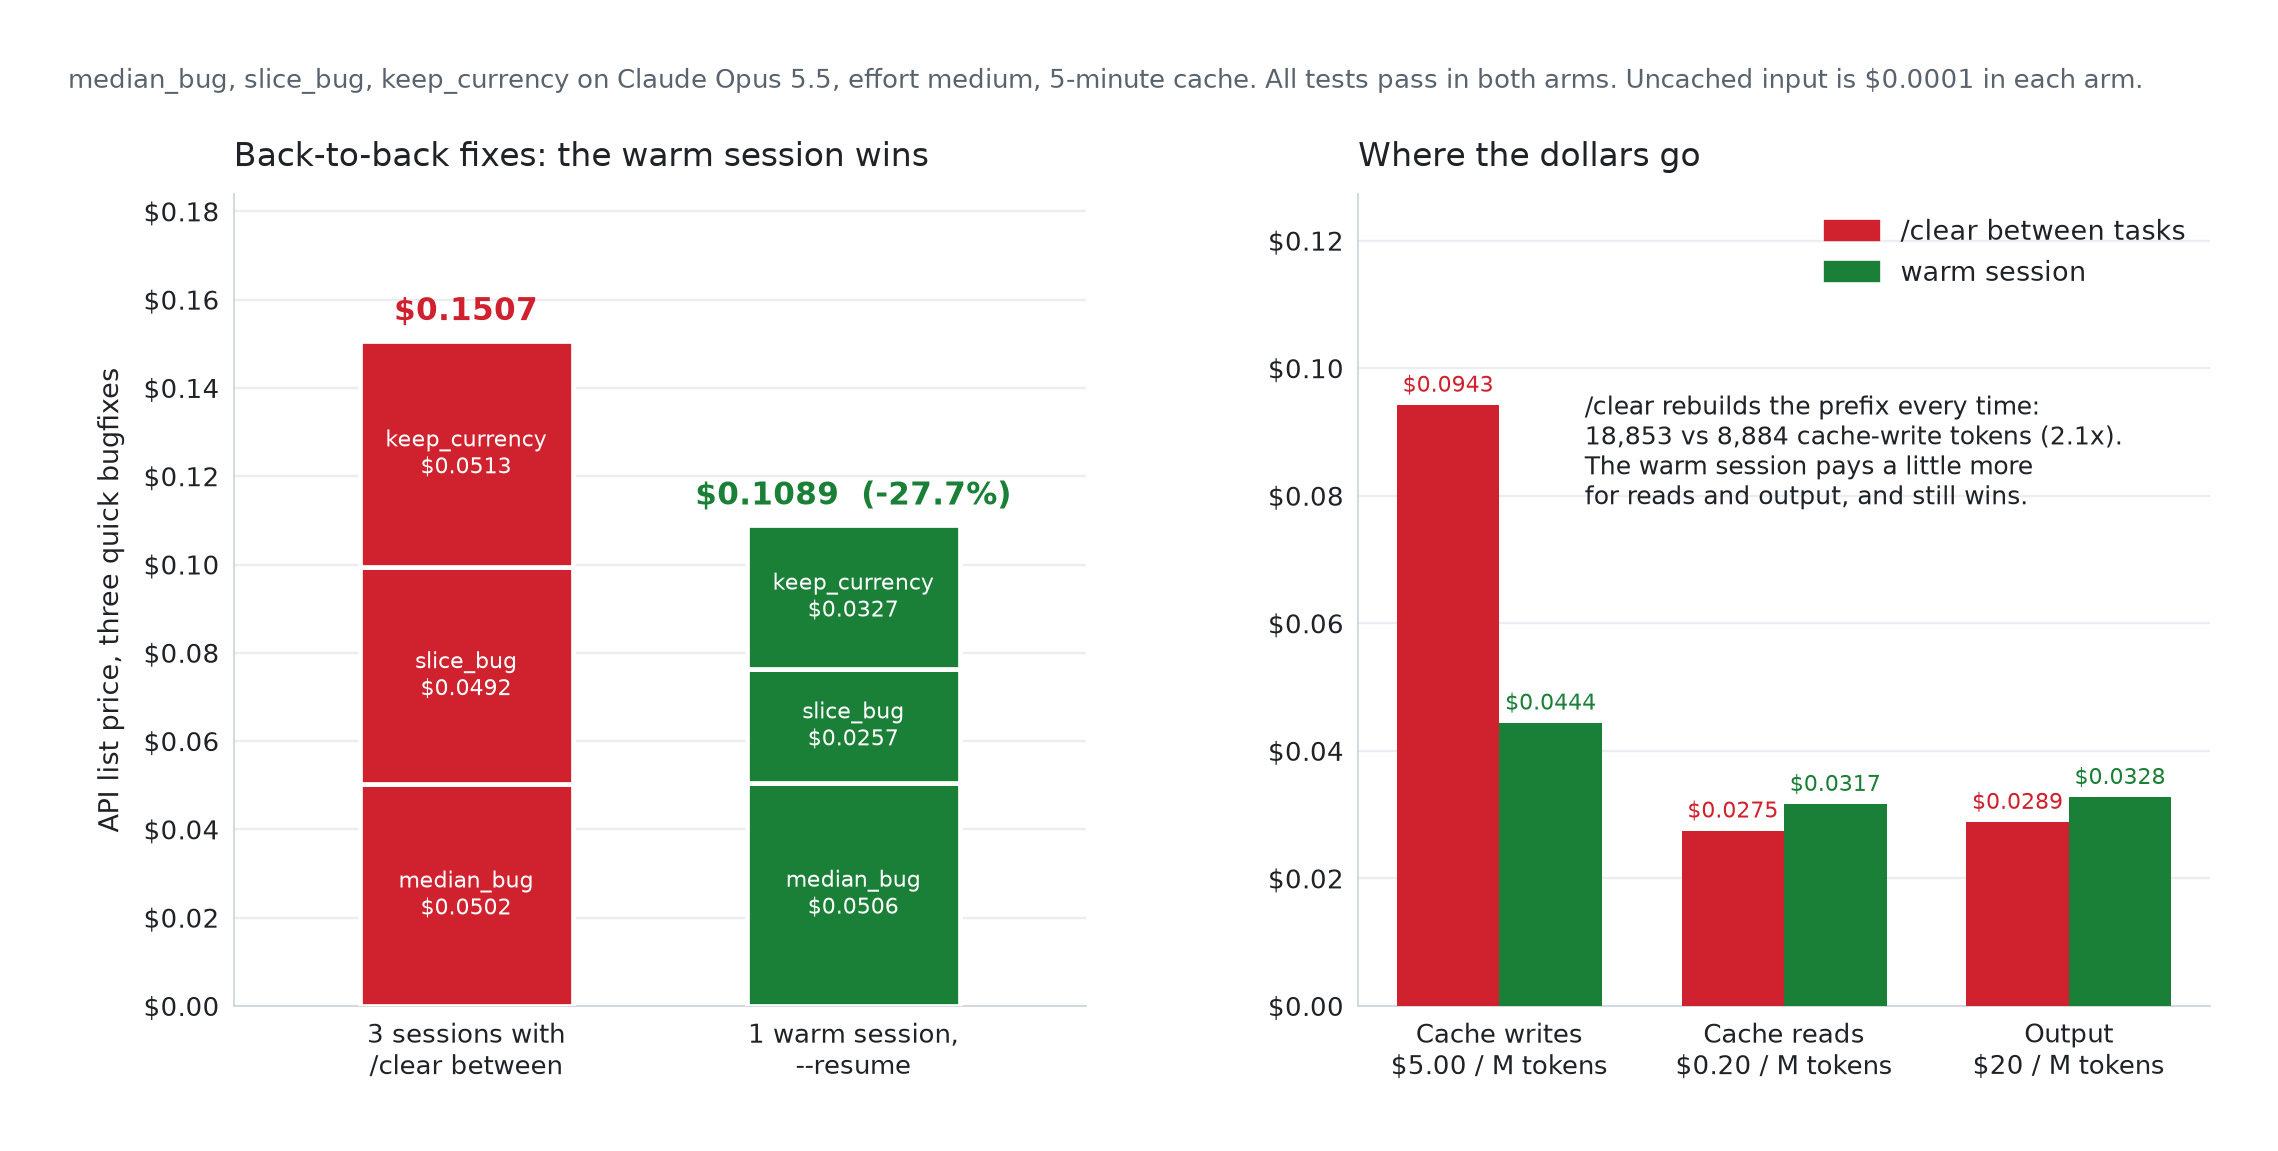 median_bug, slice_bug, keep_currency on Claude Opus 5.5, effort medium, 5-minute cache. All tests pass in both arms. Uncached input is $0.0001 in each arm.
Back-to-back fixes: the warm session wins
API list price, three quick bugfixes
$0.18
$0.16
$0.14
$0.12
$0.10
$0.08
$0.06
$0.04
$0.02
$0.00
$0.1507
keep_currency
$0.0513
slice_bug
$0.0492
median_bug
$0.0502
$0.1089 (-27.7%)
keep_currency
$0.0327
slice_bug
$0.0257
median_bug
$0.0506
3 sessions with
/clear between
1 warm session,
--resume
Where the dollars go
/clear between tasks
warm session
$0.12
$0.10
$0.08
$0.06
$0.04
$0.02
$0.00
/clear rebuilds the prefix every time:
18,853 vs 8,884 cache-write tokens (2.1x).
The warm session pays a little more
for reads and output, and still wins.
$0.0943
$0.0444
$0.0275
$0.0317
$0.0289
$0.0328
Cache writes
$5.00 / M tokens
Cache reads
$0.20 / M tokens
Output
$20 / M tokens